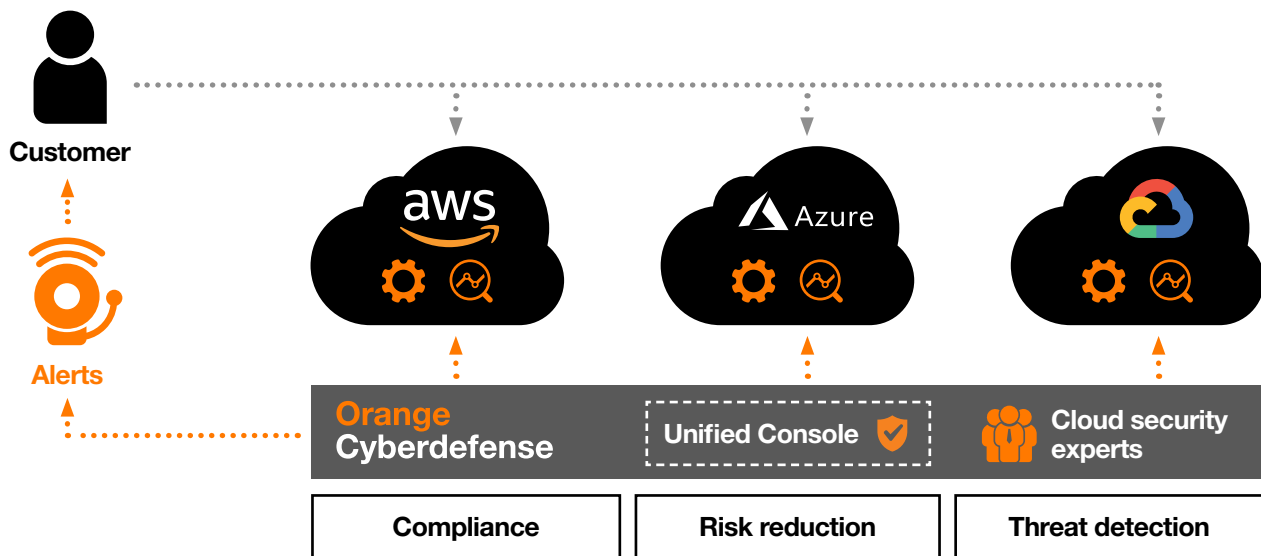 Customer
aws
Azure
Alerts
Orange
Cyberdefense
Unified Console
Cloud security
experts
Compliance
Risk reduction
Threat detection